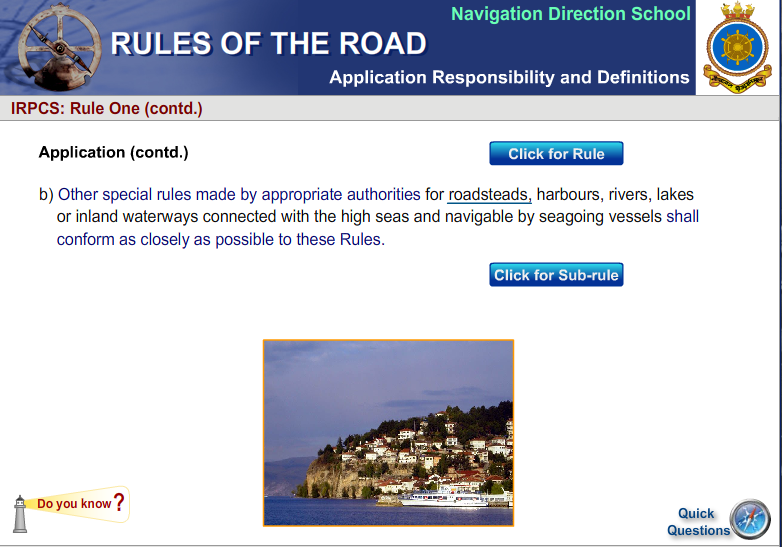 Navigation Direction School
RULES OF THE ROAD
Application Responsibility and Definitions
IRPCS: Rule One (contd.)
Application (contd.)
Click for Rule
b) Other special rules made by appropriate authorities for roadsteads, harbours, rivers, lakes
or inland waterways connected with the high seas and navigable by seagoing vessels shall
conform as closely as possible to these Rules.
Click for Sub-rule
Do you know ?
Quick
Questions